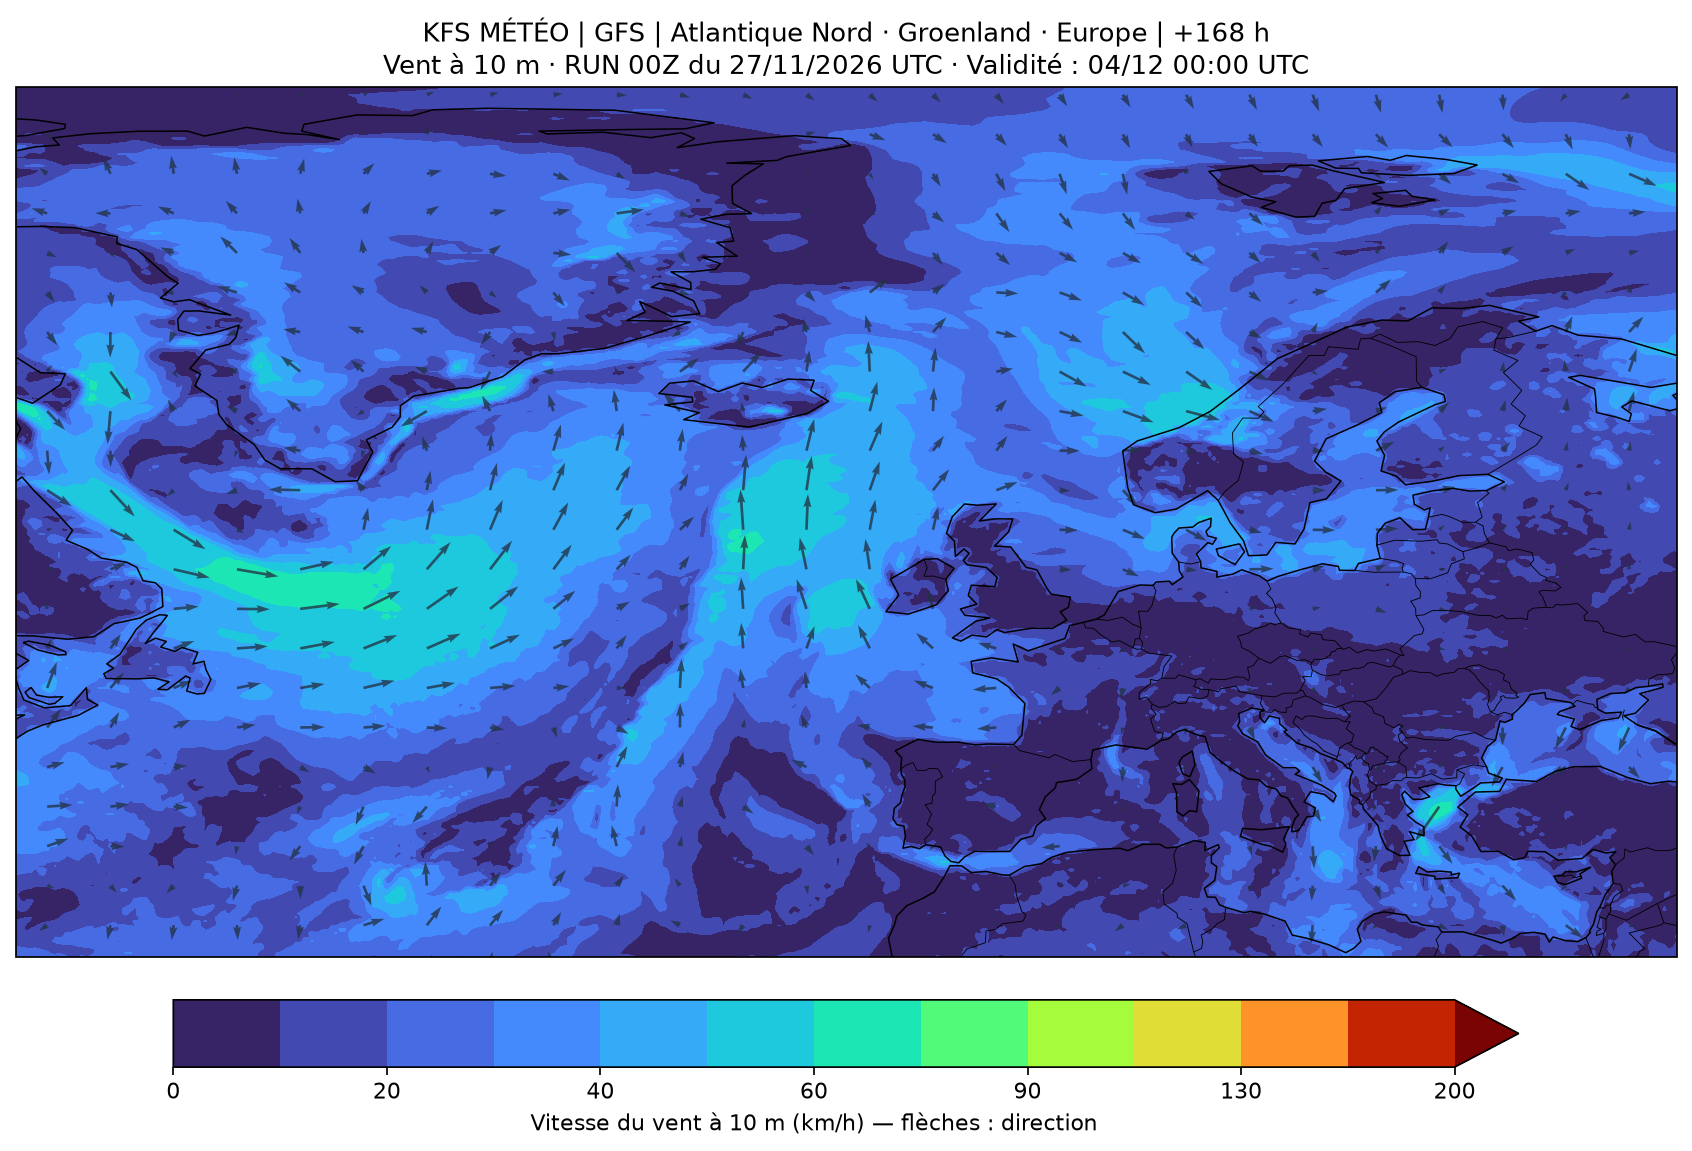 KFS MÉTÉO | GFS | Atlantique Nord · Groenland · Europe | +168 h
Vent à 10 m · RUN 00Z du 27/11/2026 UTC · Validité : 04/12 00:00 UTC
0 20 40 60 90 130 200
Vitesse du vent à 10 m (km/h) — flèches : direction